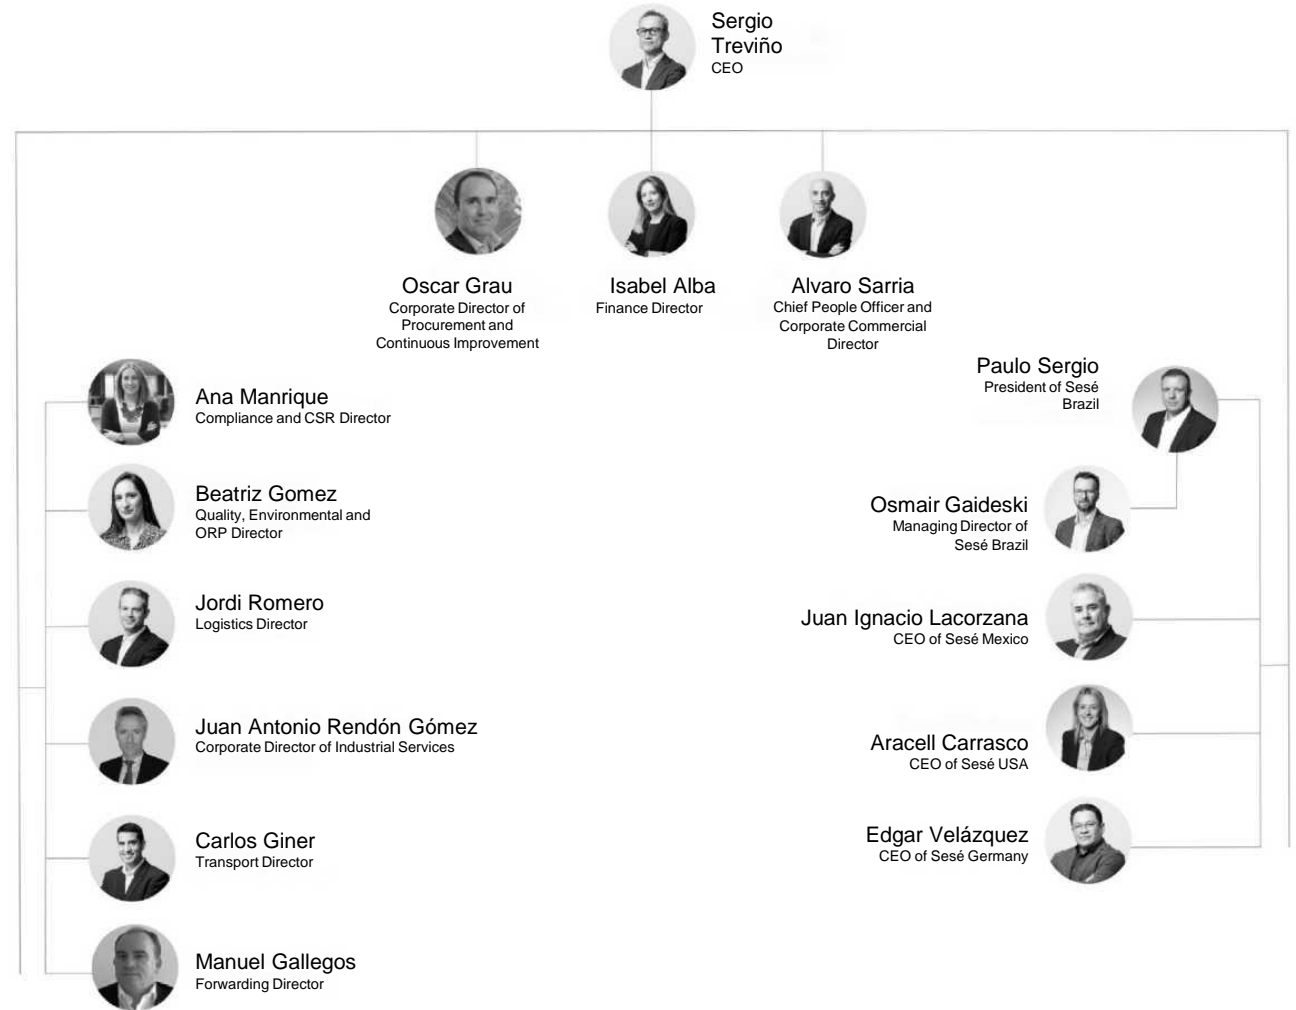 Sergio
Treviño
CEO
Oscar Grau
Corporate Director of
Procurement and
Continuous Improvement
Isabel Alba
Finance Director
Alvaro Sarria
Chief People Officer and
Corporate Commercial
Director
Ana Manrique
Compliance and CSR Director
Beatriz Gomez
Quality, Environmental and
ORP Director
Jordi Romero
Logistics Director
Juan Antonio Rendón Gómez
Corporate Director of Industrial Services
Carlos Giner
Transport Director
Manuel Gallegos
Forwarding Director
Paulo Sergio
President of Sesé
Brazil
Osmair Gaideski
Managing Director of
Sesé Brazil
Juan Ignacio Lacorzana
CEO of Sesé Mexico
Aracell Carrasco
CEO of Sesé USA
Edgar Velázquez
CEO of Sesé Germany